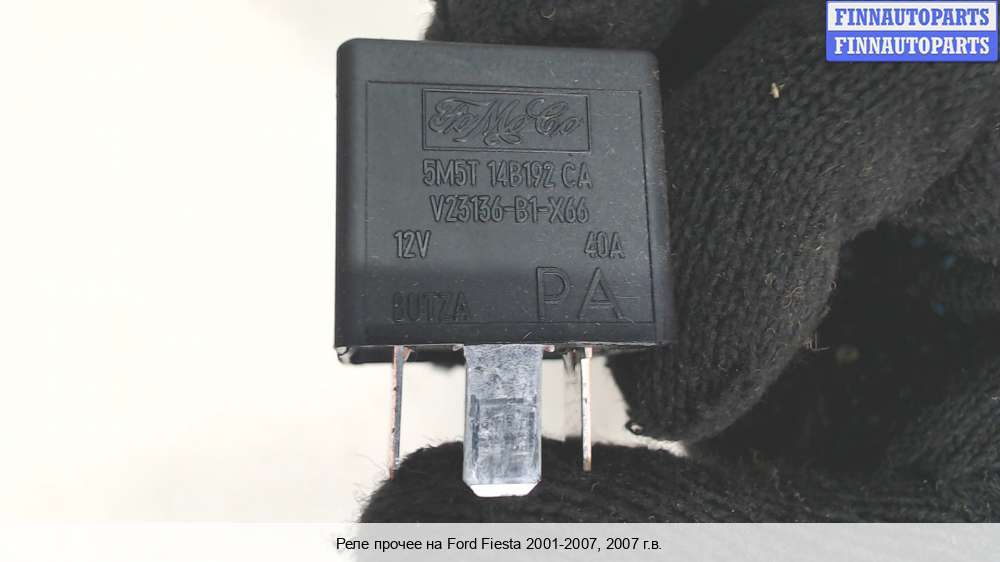 FINNAUTOPARTS
FINNAUTOPARTS
FoMoCo
5M5T 14B192 CA
V23136-B1-X66
12V 40A
PA
Реле прочее на Ford Fiesta 2001-2007, 2007 г.в.